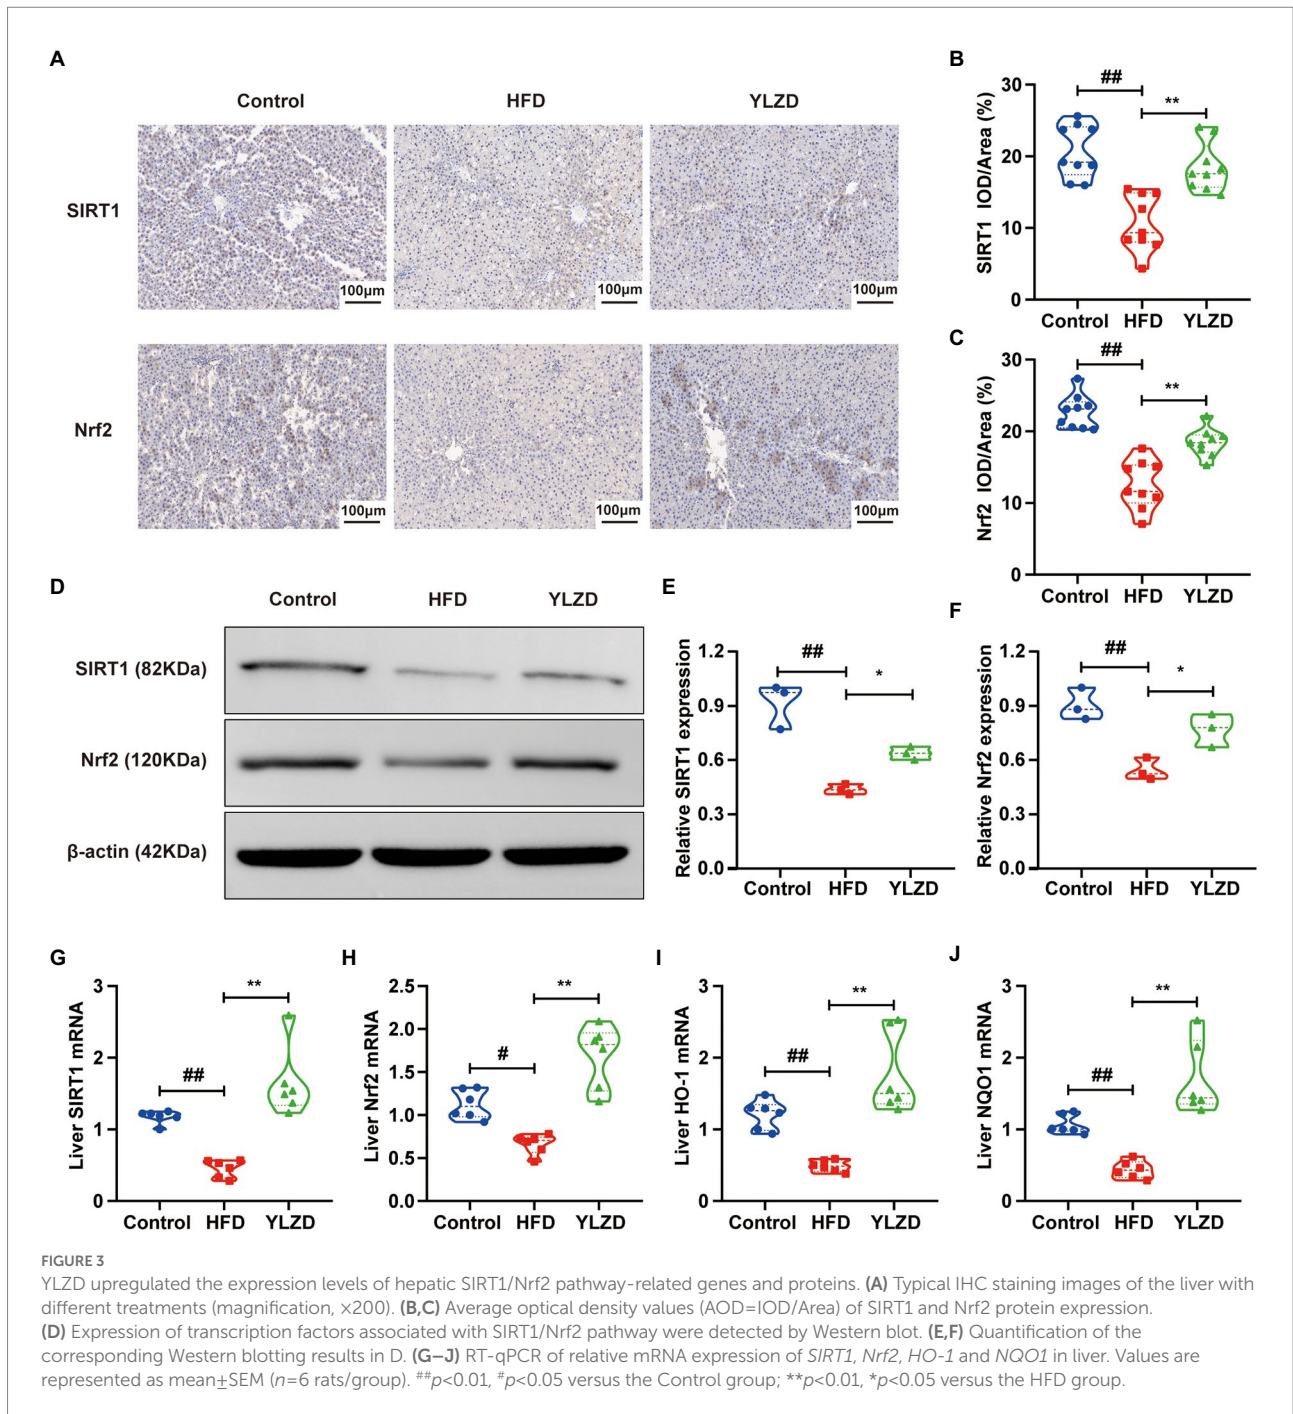 A
Control
HFD
YLZD
SIRT1
100µm
100µm
100µm
Nrf2
100µm
100µm
100µm
B
SIRT1 IOD/Area (%)
30
20
10
0
##
**
Control
HFD
YLZD
C
Nrf2 IOD/Area (%)
30
20
10
0
##
**
Control
HFD
YLZD
D
Control
HFD
YLZD
SIRT1 (82KDa)
Nrf2 (120KDa)
β-actin (42KDa)
E
Relative SIRT1 expression
1.2
0.9
0.6
0.3
0.0
##
*
Control
HFD
YLZD
F
Relative Nrf2 expression
1.2
0.9
0.6
0.3
0.0
##
*
Control
HFD
YLZD
G
Liver SIRT1 mRNA
3
2
1
0
##
**
Control
HFD
YLZD
H
Liver Nrf2 mRNA
2.5
2.0
1.5
1.0
0.5
0.0
#
**
Control
HFD
YLZD
I
Liver HO-1 mRNA
3
2
1
0
##
**
Control
HFD
YLZD
J
Liver NQO1 mRNA
3
2
1
0
##
**
Control
HFD
YLZD
FIGURE 3
YLZD upregulated the expression levels of hepatic SIRT1/Nrf2 pathway-related genes and proteins. (A) Typical IHC staining images of the liver with
different treatments (magnification, ×200). (B,C) Average optical density values (AOD=IOD/Area) of SIRT1 and Nrf2 protein expression.
(D) Expression of transcription factors associated with SIRT1/Nrf2 pathway were detected by Western blot. (E,F) Quantification of the
corresponding Western blotting results in D. (G–J) RT-qPCR of relative mRNA expression of SIRT1, Nrf2, HO-1 and NQO1 in liver. Values are
represented as mean±SEM (n=6 rats/group). ##p<0.01, #p<0.05 versus the Control group; **p<0.01, *p<0.05 versus the HFD group.